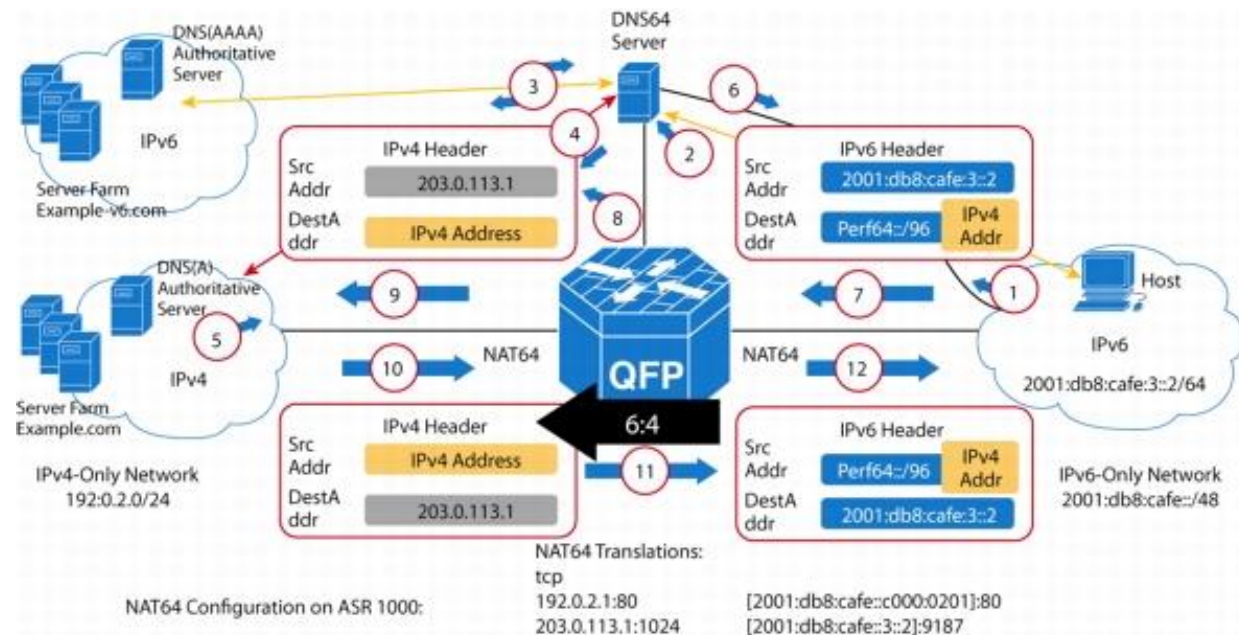 DNS(AAAA)
Authoritative
Server
IPv6
Server Farm
Example-v6.com
DNS64
Server
3
6
4
2
8
IPv4 Header
Src
Addr
203.0.113.1
DestA
ddr
IPv4 Address
IPv6 Header
Src
Addr
2001:db8:cafe:3::2
DestA
ddr
Perf64::/96
IPv4
Addr
DNS(A)
Authoritative
Server
5
IPv4
Server Farm
Example.com
9
7
1
Host
IPv6
2001:db8:cafe:3::2/64
10
NAT64
QFP
NAT64
12
6:4
11
IPv4 Header
Src
Addr
IPv4 Address
DestA
ddr
203.0.113.1
IPv6 Header
Src
Addr
Perf64::/96
IPv4
Addr
DestA
ddr
2001:db8:cafe:3::2
IPv4-Only Network
192:0.2.0/24
IPv6-Only Network
2001:db8:cafe::/48
NAT64 Translations:
tcp
NAT64 Configuration on ASR 1000:
192.0.2.1:80 [2001:db8:cafe::c000:0201]:80
203.0.113.1:1024 [2001:db8:cafe::3::2]:9187